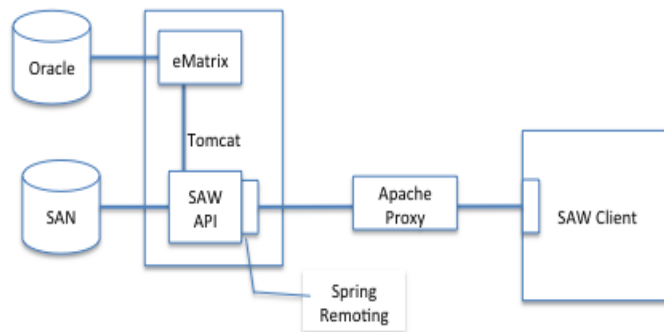 Oracle
eMatrix
Tomcat
SAN
SAW
API
Apache
Proxy
SAW Client
Spring
Remoting